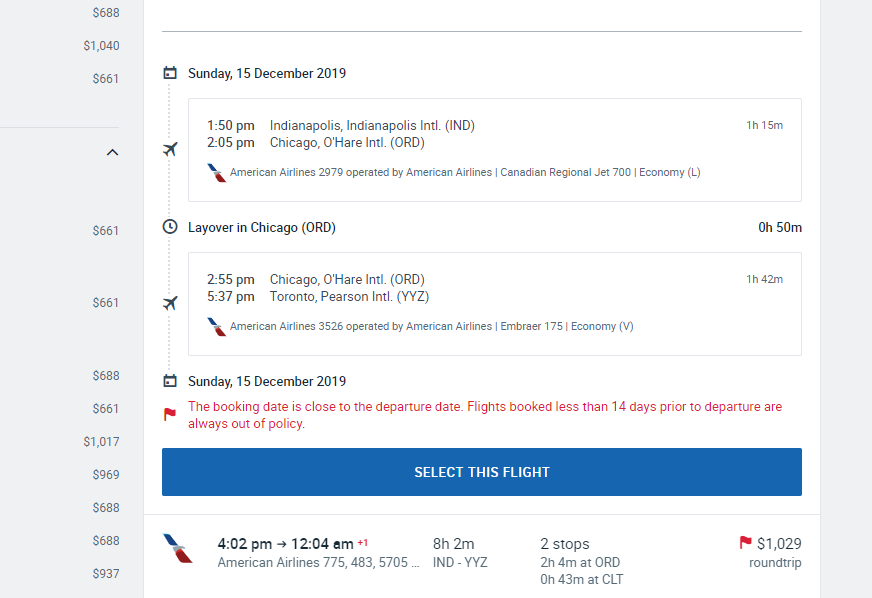 $688
$1,040
$661
$661
$661
$688
$661
$1,017
$969
$688
$688
$937
Sunday, 15 December 2019
1:50 pm Indianapolis, Indianapolis Intl. (IND) 1h 15m
2:05 pm Chicago, O'Hare Intl. (ORD)
American Airlines 2979 operated by American Airlines | Canadian Regional Jet 700 | Economy (L)
Layover in Chicago (ORD) 0h 50m
2:55 pm Chicago, O'Hare Intl. (ORD) 1h 42m
5:37 pm Toronto, Pearson Intl. (YYZ)
American Airlines 3526 operated by American Airlines | Embraer 175 | Economy (V)
Sunday, 15 December 2019
The booking date is close to the departure date. Flights booked less than 14 days prior to departure are
always out of policy.
SELECT THIS FLIGHT
4:02 pm → 12:04 am +1 8h 2m 2 stops $1,029
American Airlines 775, 483, 5705 ... IND - YYZ 2h 4m at ORD roundtrip
0h 43m at CLT